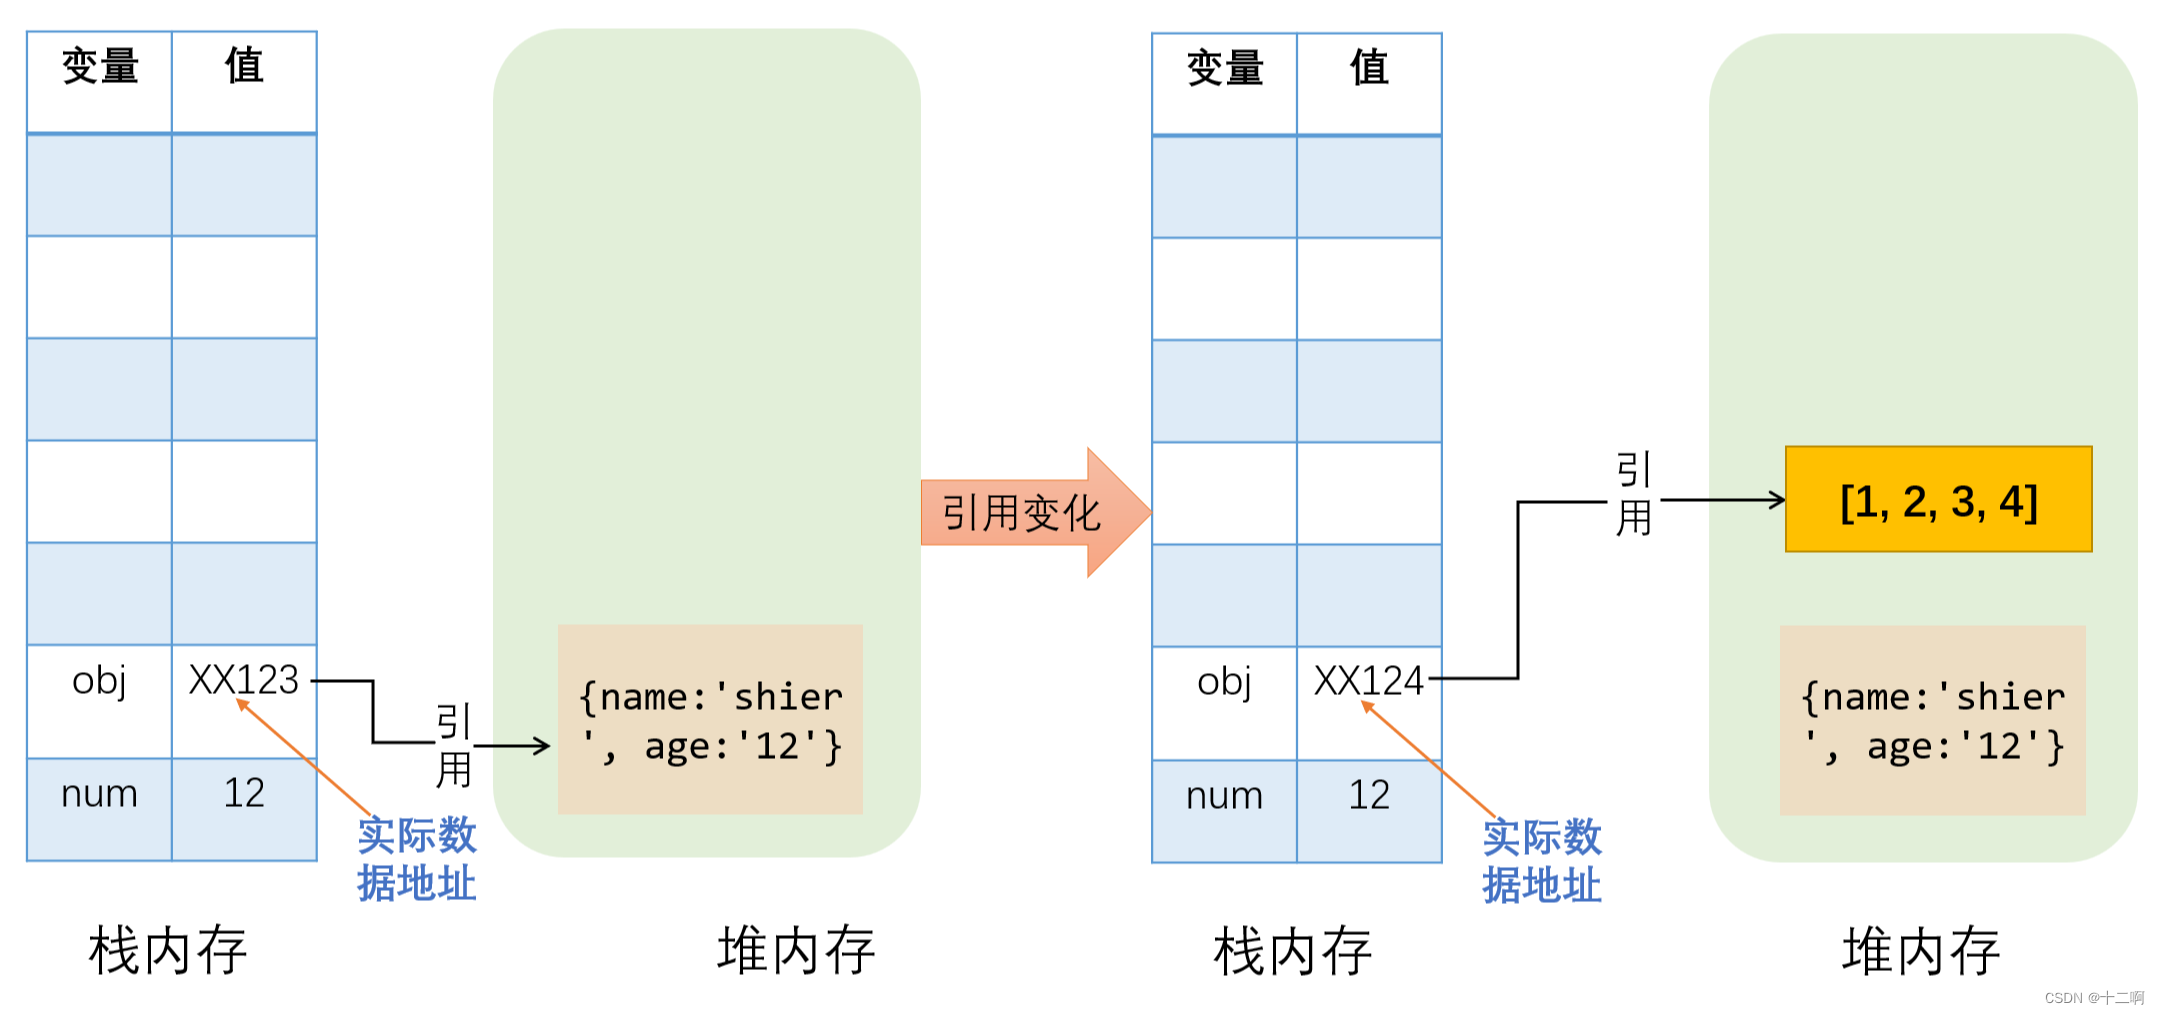 变量 值
obj XX123
num 12
引
用
实际数
据地址
栈内存
{name:'shier
', age:'12'}
堆内存
引用变化
变量 值
obj XX124
num 12
引
用
实际数
据地址
栈内存
[1, 2, 3, 4]
{name:'shier
', age:'12'}
堆内存
CSDN @十二啊